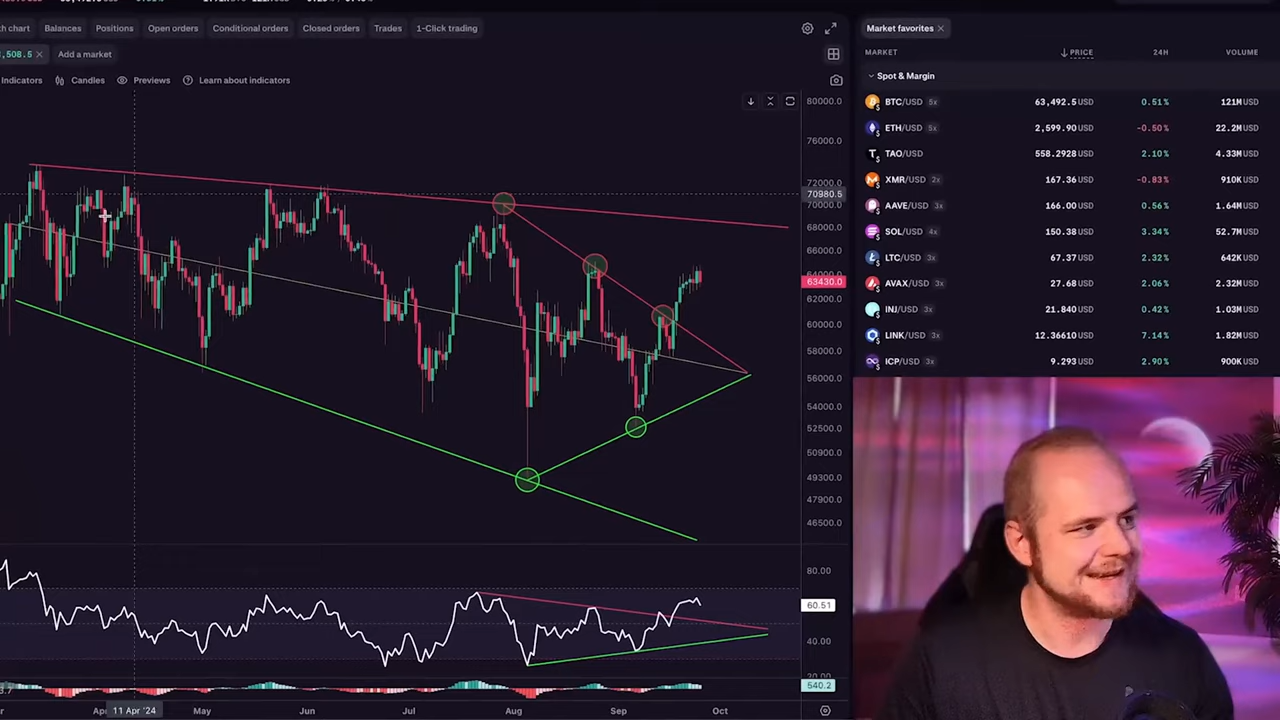 h chart Balances Positions Open orders Conditional orders Closed orders Trades 1-Click trading
,508.5 × Add a market
Indicators Candles Previews Learn about indicators
80000.0
76000.0
72000.0
70980.5
70000.0
68000.0
66000.0
64000.0
63430.0
62000.0
60000.0
58000.0
56000.0
54000.0
52500.0
50900.0
49300.0
47900.0
46500.0
80.00
60.51
40.00
20.00
540.2
3.7
Ap 11 Apr '24 May Jun Jul Aug Sep Oct
Market favorites ×
MARKET PRICE 24H VOLUME
Spot & Margin
BTC/USD 5x 63,492.5 USD 0.51% 121M USD
ETH/USD 5x 2,599.90 USD -0.50% 22.2M USD
TAO/USD 558.2928 USD 2.10% 4.33M USD
XMR/USD 2x 167.36 USD -0.83% 910K USD
AAVE/USD 3x 166.00 USD 0.56% 1.64M USD
SOL/USD 4x 150.38 USD 3.34% 52.7M USD
LTC/USD 3x 67.37 USD 2.32% 642K USD
AVAX/USD 3x 27.68 USD 2.06% 2.32M USD
INJ/USD 3x 21.840 USD 0.42% 1.03M USD
LINK/USD 3x 12.36610 USD 7.14% 1.82M USD
ICP/USD 3x 9.293 USD 2.90% 900K USD